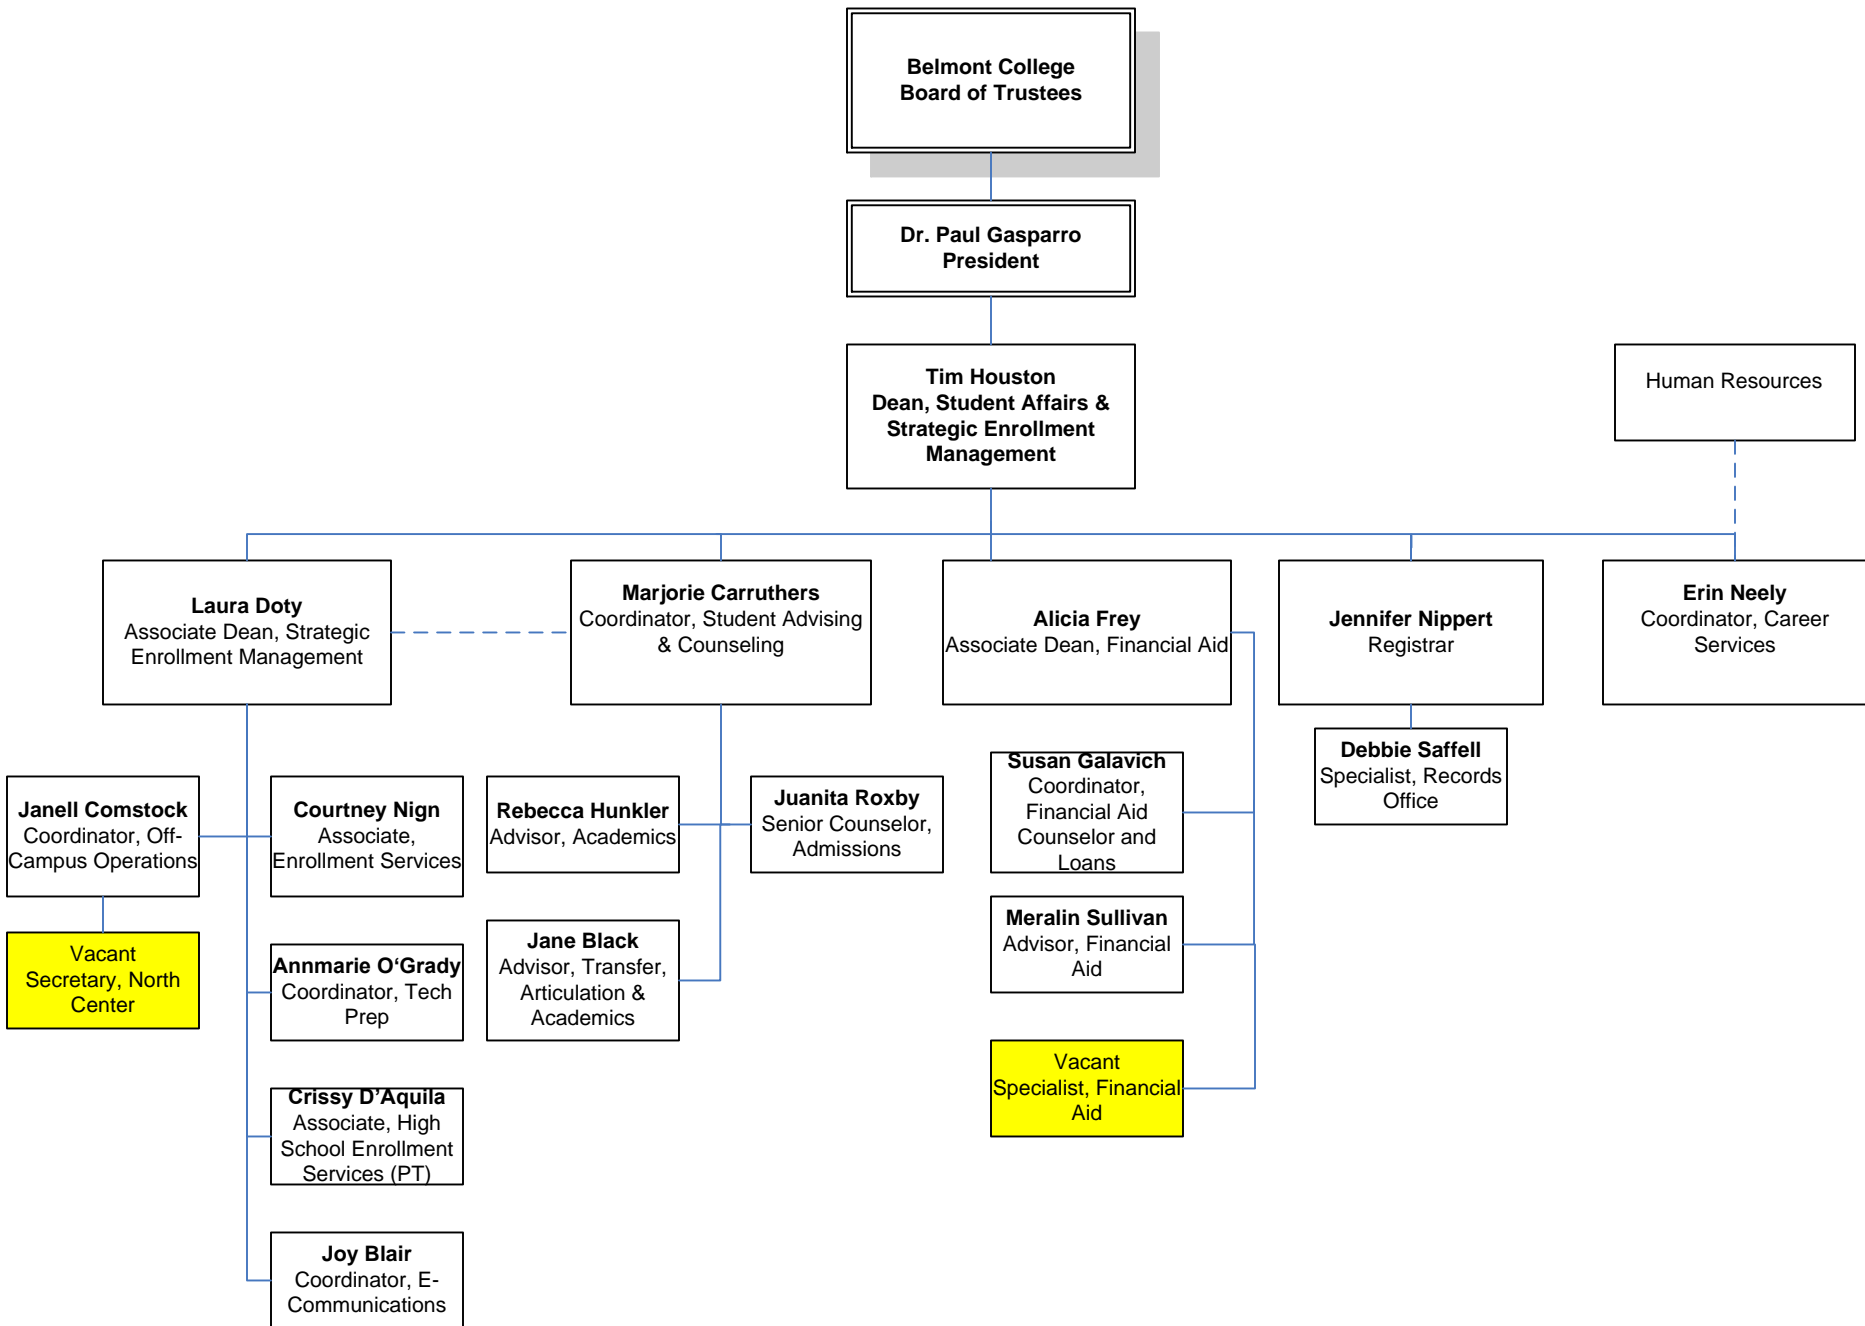 Belmont College
Board of Trustees
Dr. Paul Gasparro
President
Tim Houston
Dean, Student Affairs &
Strategic Enrollment
Management
Human Resources
Laura Doty
Associate Dean, Strategic
Enrollment Management
Marjorie Carruthers
Coordinator, Student Advising
& Counseling
Alicia Frey
Associate Dean, Financial Aid
Jennifer Nippert
Registrar
Erin Neely
Coordinator, Career
Services
Janell Comstock
Coordinator, Off-
Campus Operations
Courtney Nign
Associate,
Enrollment Services
Rebecca Hunkler
Advisor, Academics
Juanita Roxby
Senior Counselor,
Admissions
Susan Galavich
Coordinator,
Financial Aid
Counselor and
Loans
Debbie Saffell
Specialist, Records
Office
Vacant
Secretary, North
Center
Annmarie O‘Grady
Coordinator, Tech
Prep
Jane Black
Advisor, Transfer,
Articulation &
Academics
Meralin Sullivan
Advisor, Financial
Aid
Crissy D’Aquila
Associate, High
School Enrollment
Services (PT)
Vacant
Specialist, Financial
Aid
Joy Blair
Coordinator, E-
Communications